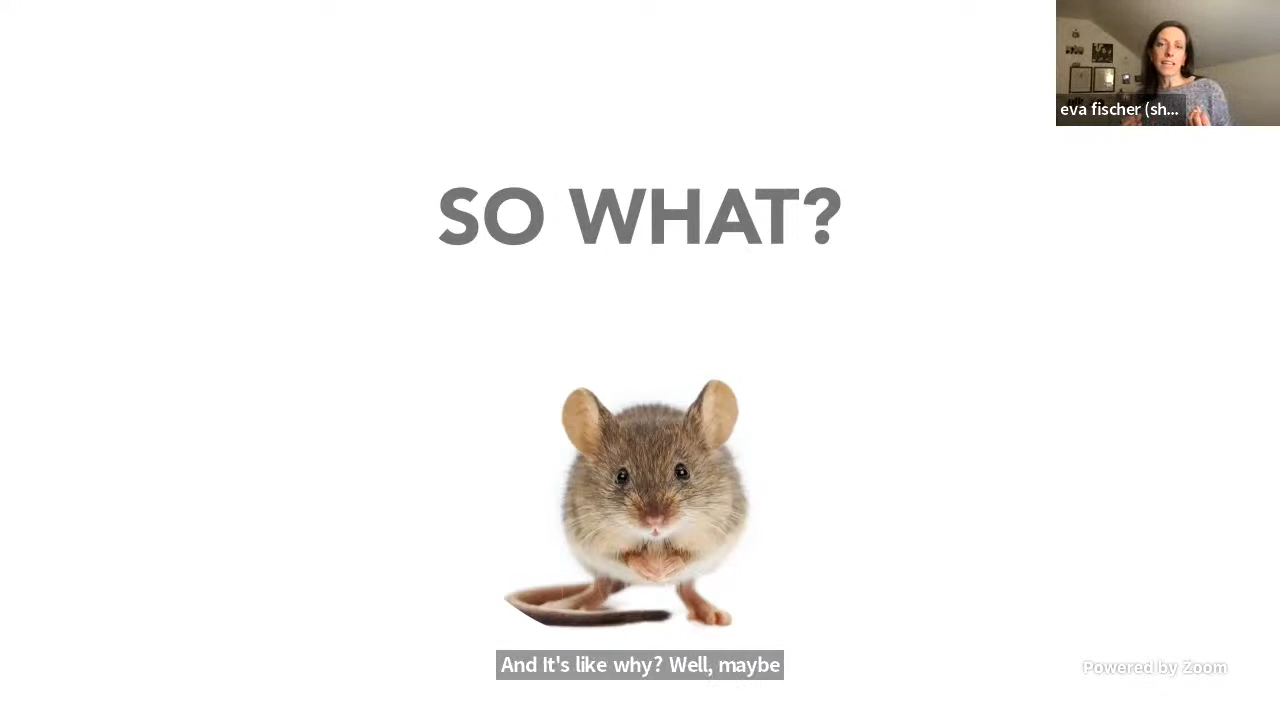 eva fischer (sh...
SO WHAT?
And It's like why? Well, maybe
Powered by Zoom